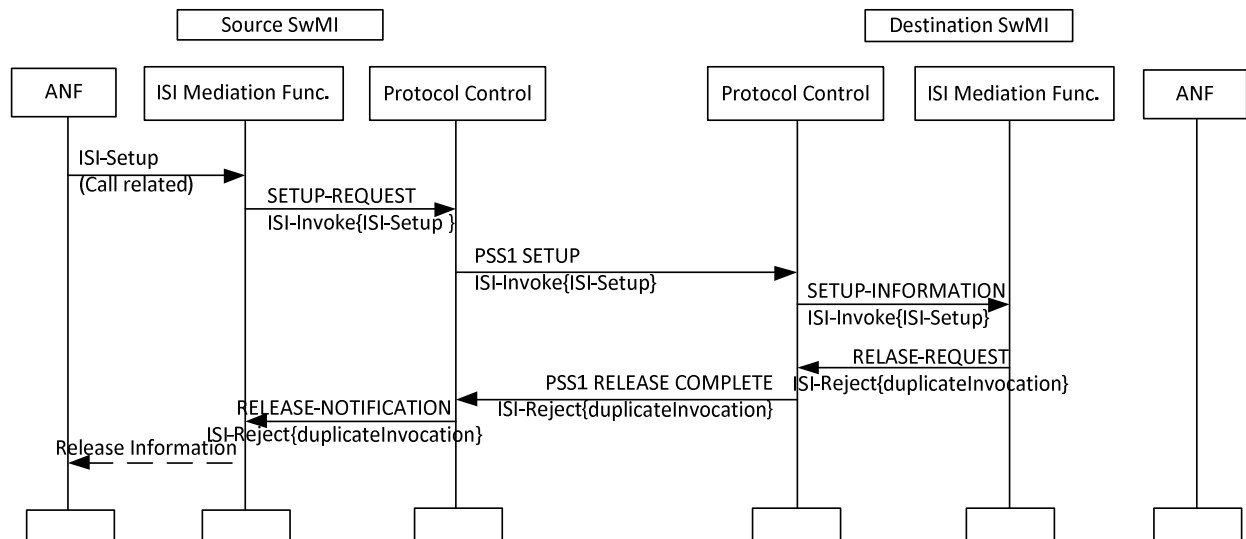 Source SwMI
Destination SwMI
ANF
ISI Mediation Func.
Protocol Control
Protocol Control
ISI Mediation Func.
ANF
ISI-Setup
(Call related)
SETUP-REQUEST
ISI-Invoke{ISI-Setup }
PSS1 SETUP
ISI-Invoke{ISI-Setup}
SETUP-INFORMATION
ISI-Invoke{ISI-Setup}
RELASE-REQUEST
ISI-Reject{duplicateInvocation}
PSS1 RELEASE COMPLETE
ISI-Reject{duplicateInvocation}
RELEASE-NOTIFICATION
ISI-Reject{duplicateInvocation}
Release Information